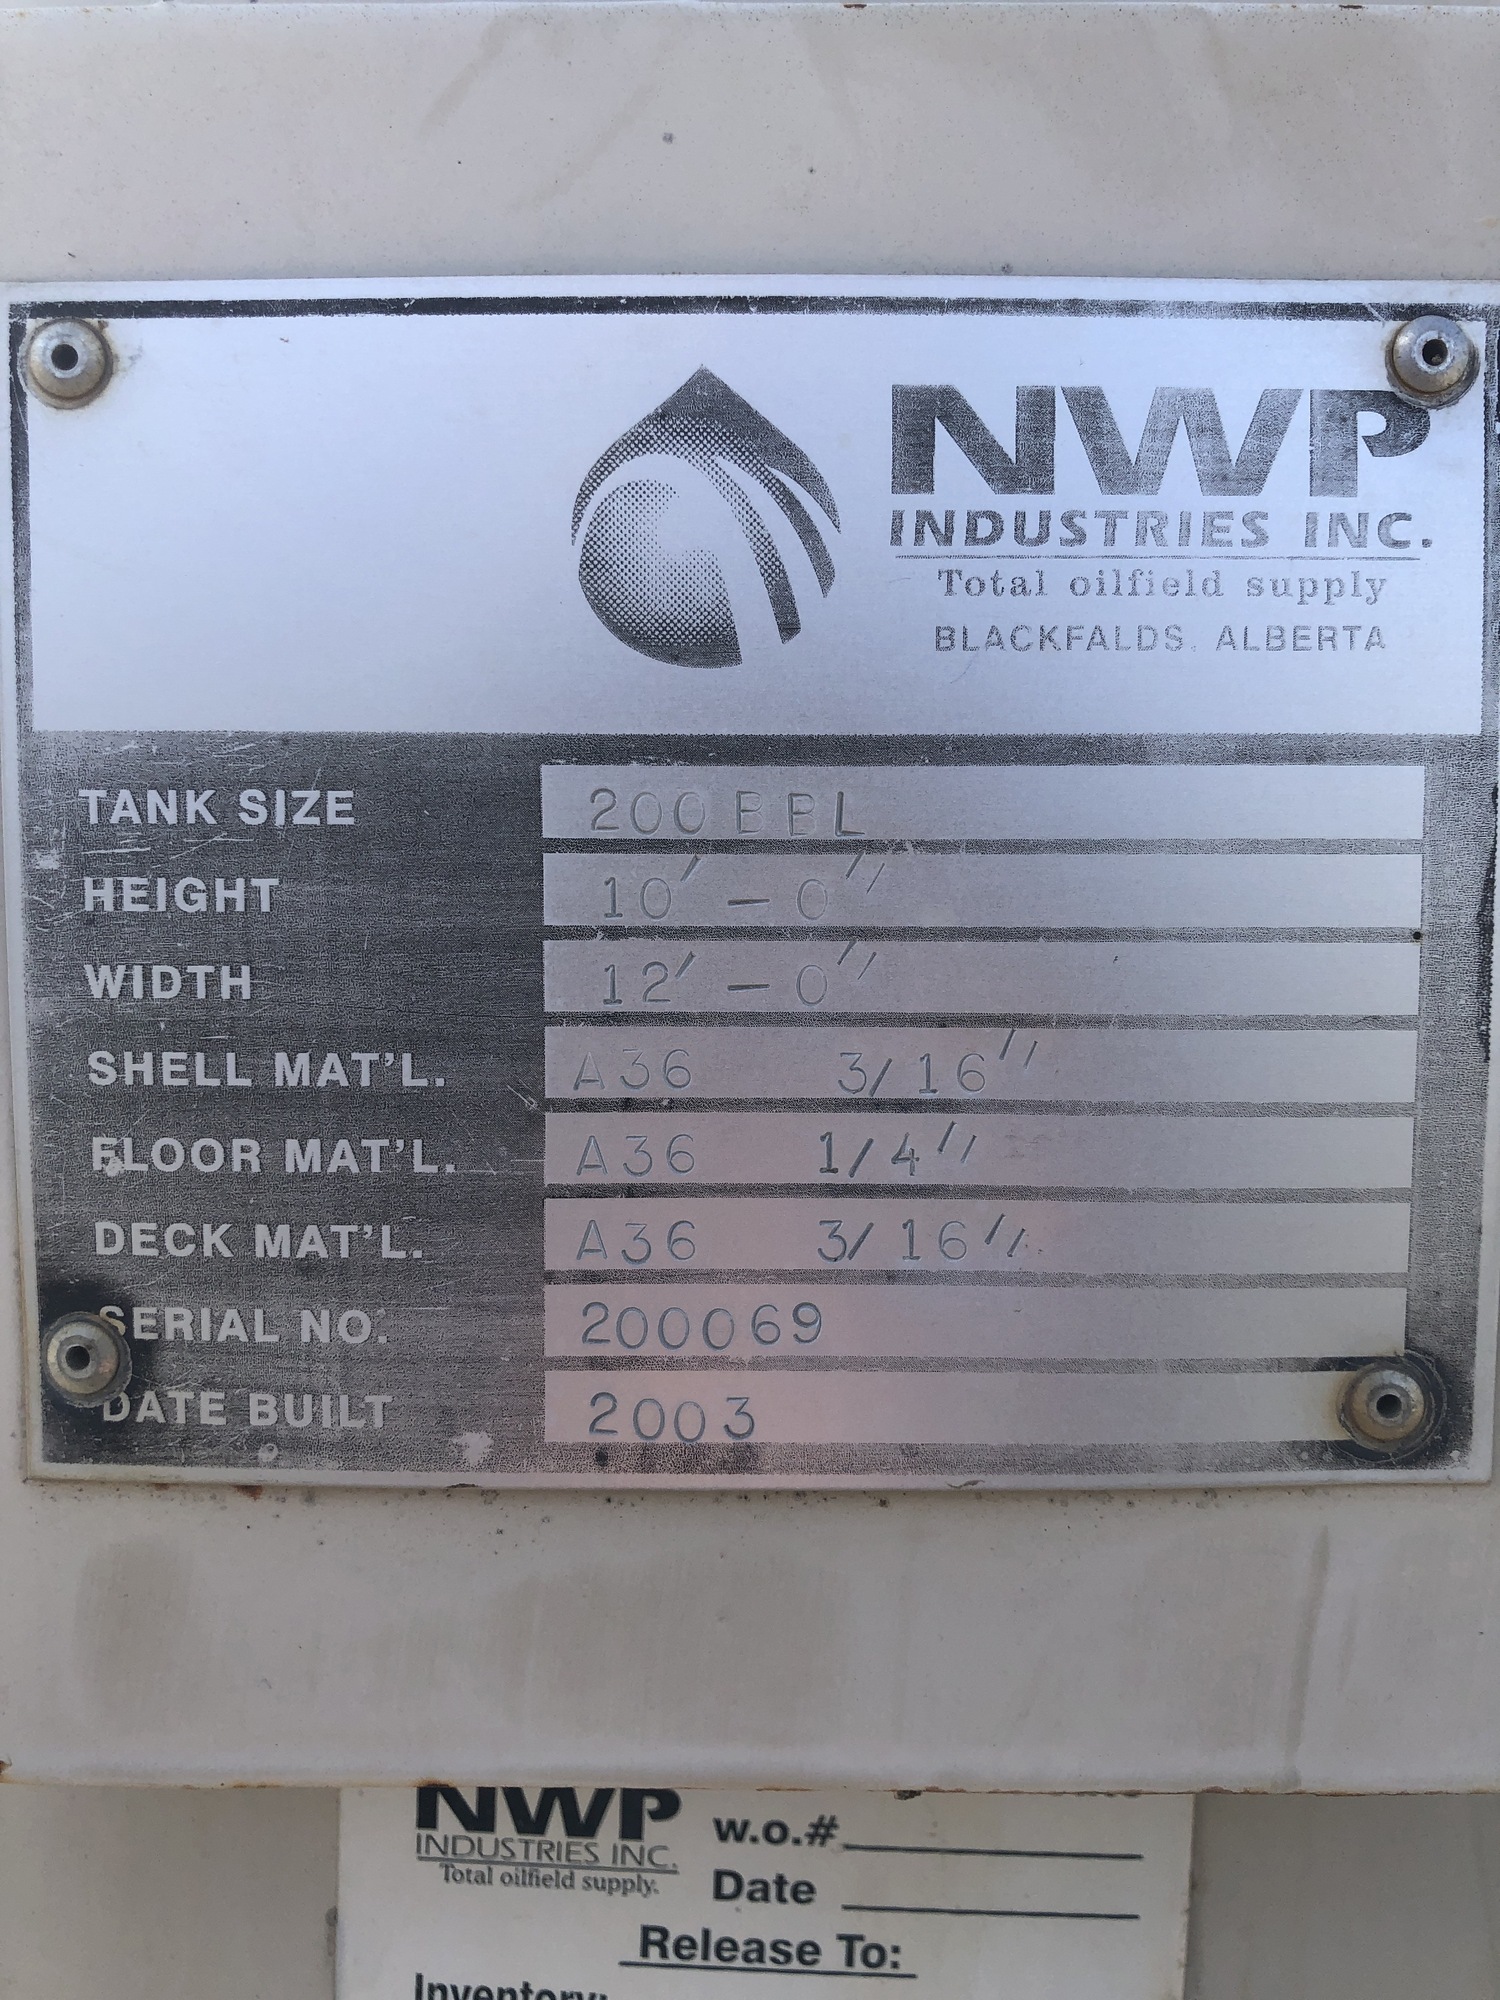 NWP
INDUSTRIES INC.
Total oilfield supply
BLACKFALDS, ALBERTA
TANK SIZE 200 BBL
HEIGHT 10' - 0"
WIDTH 12' - 0"
SHELL MAT'L. A36 3/16"
FLOOR MAT'L. A36 1/4"
DECK MAT'L. A36 3/16"
SERIAL NO. 200069
DATE BUILT 2003
NWP
INDUSTRIES INC.
Total oilfield supply.
w.o.#
Date
Release To:
Inventory: